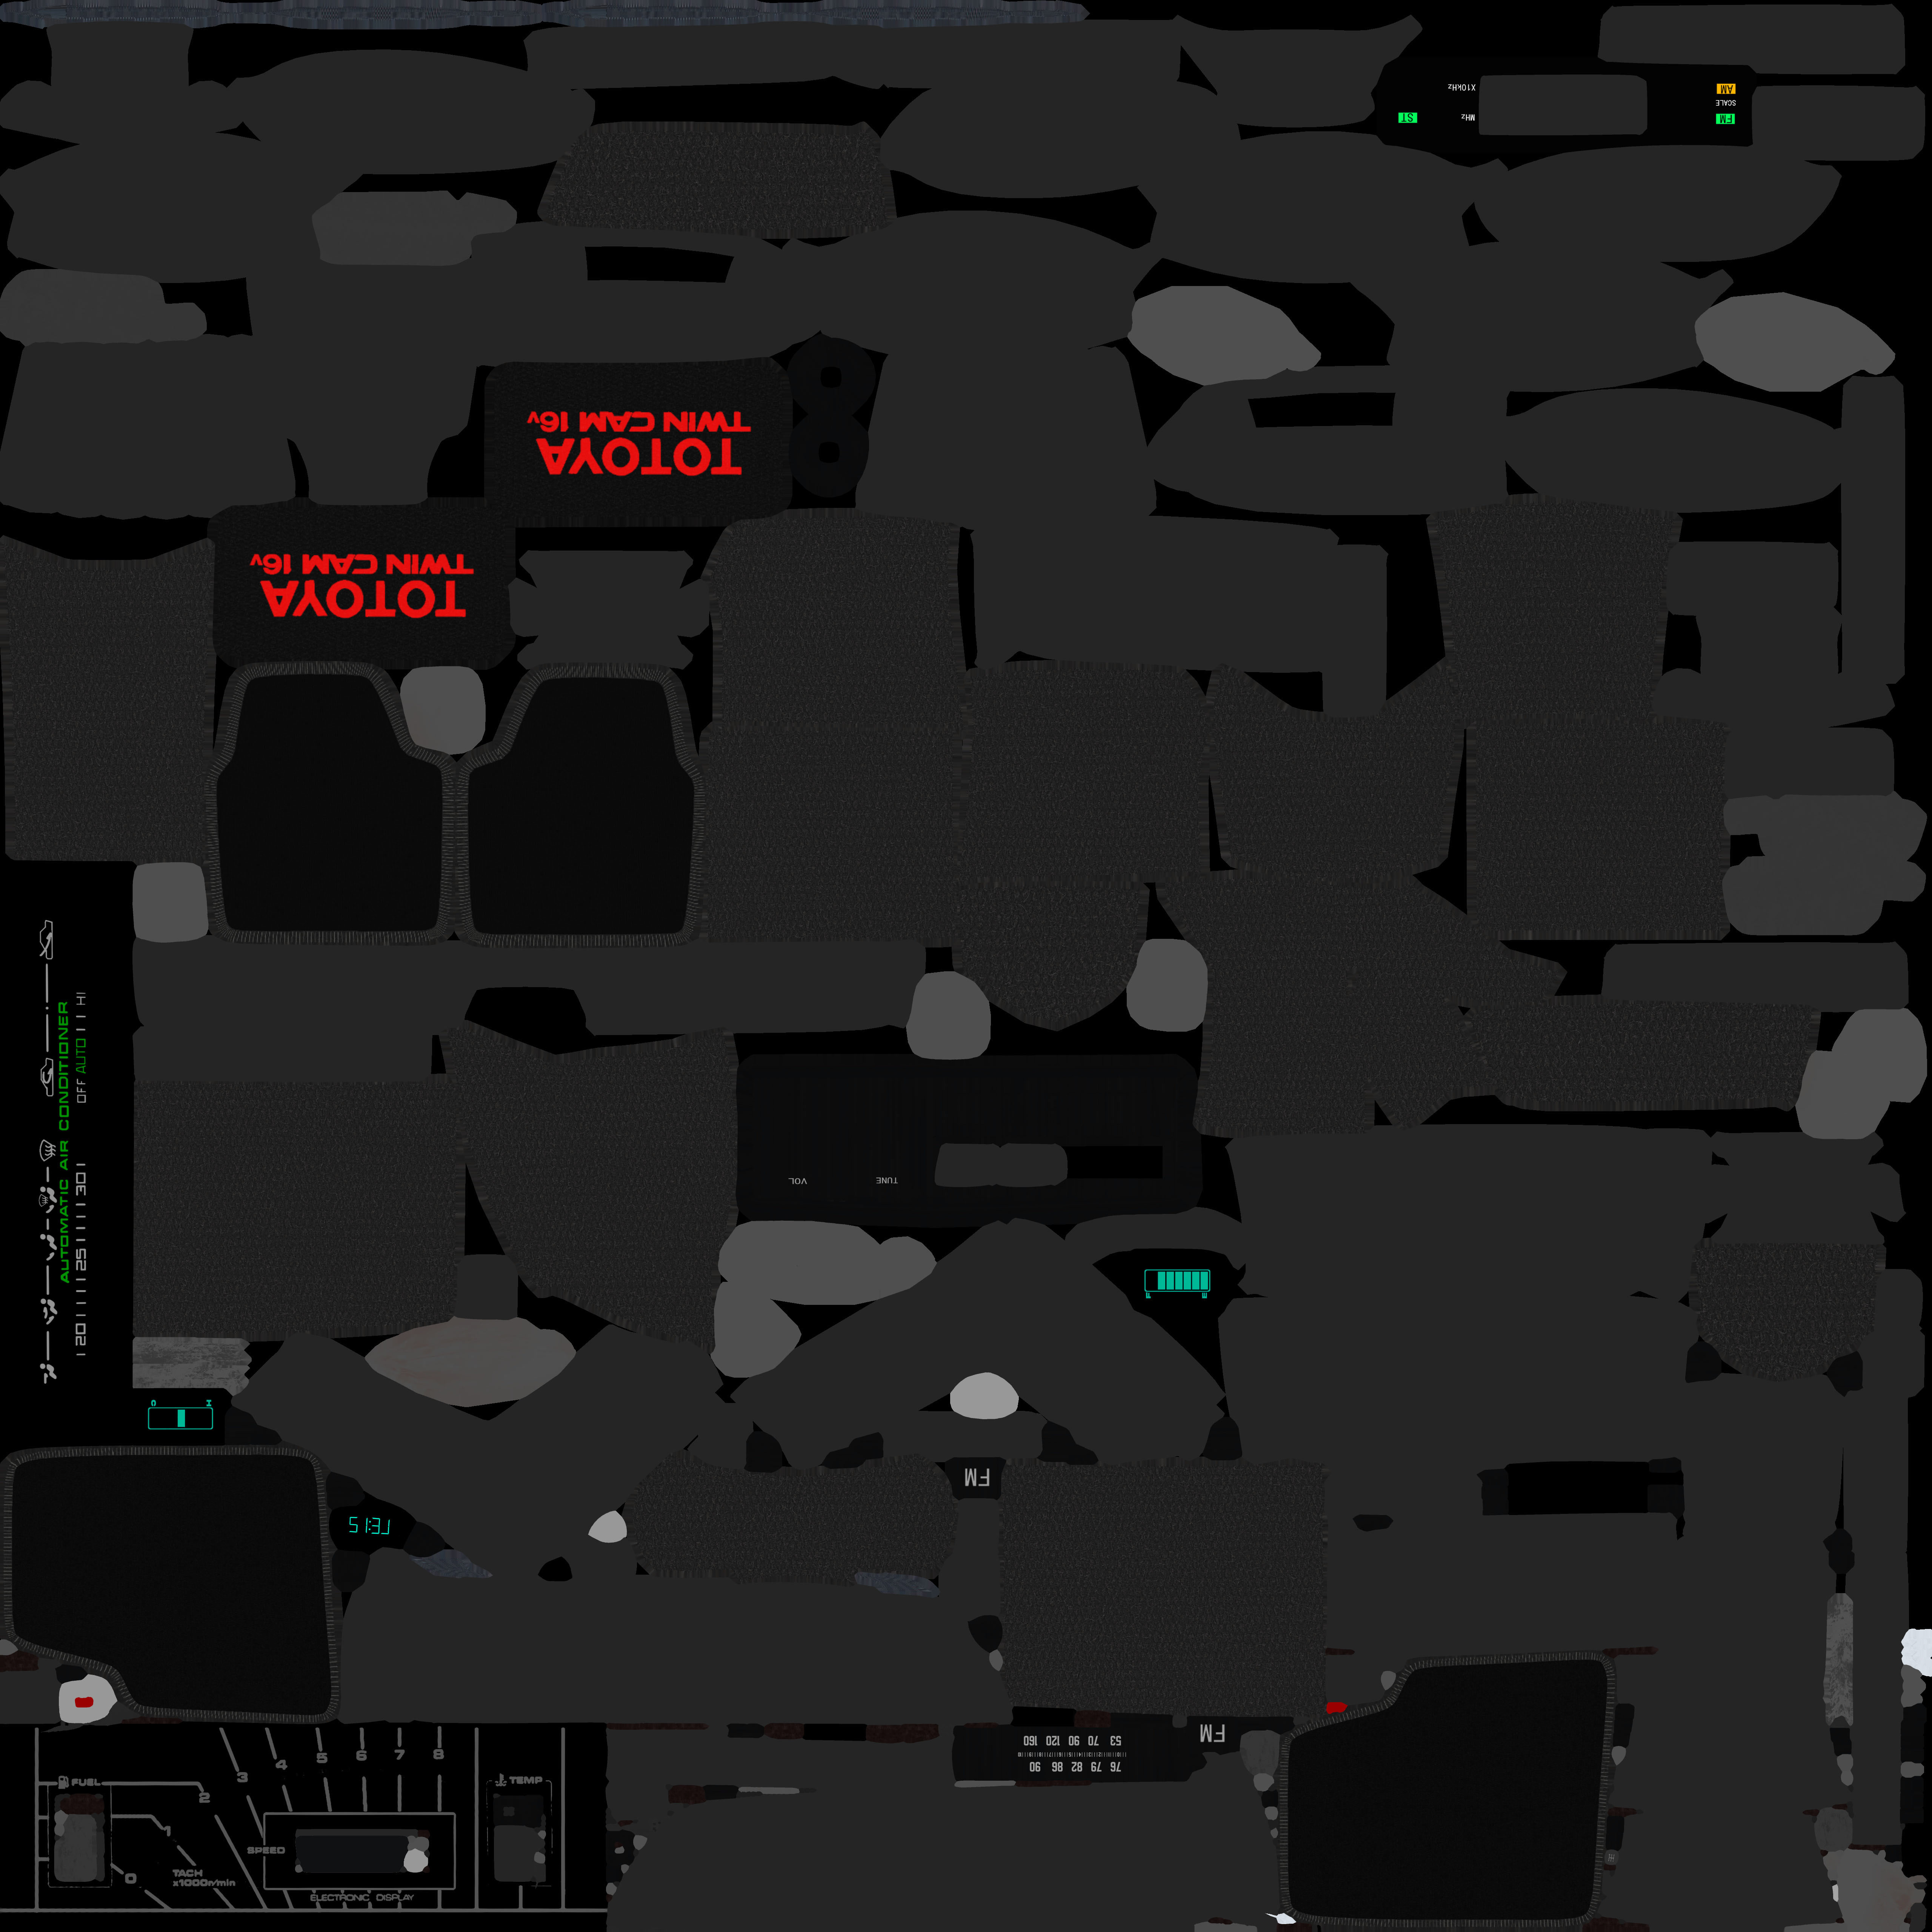 X10kHz
AM
SCALE
ST
MHz
FM
TOTOYA
TWIN CAM 16v
TOTOYA
TWIN CAM 16v
AUTOMATIC AIR CONDITIONER
OFF AUTO HI
20 25 30
VOL
TUNE
FM
FM
53 70 90 120 160
76 79 82 86 90
FUEL
0 1 2 3 4 5 6 7 8
TACH
x1000r/min
SPEED
ELECTRONIC DISPLAY
TEMP